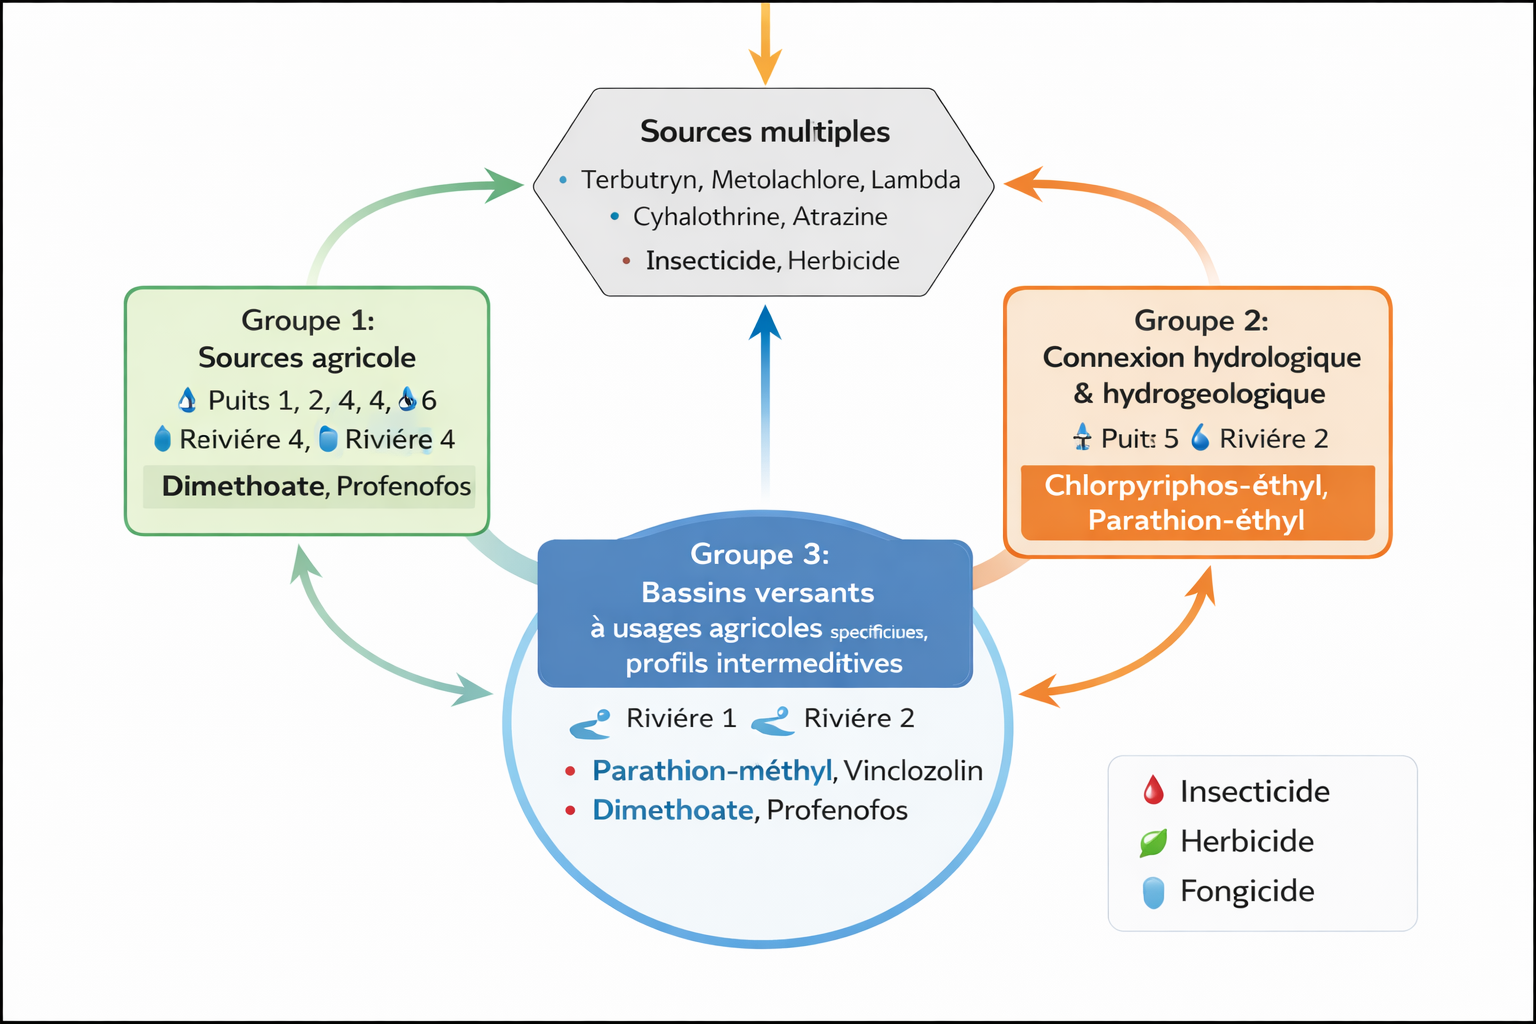 Sources multiples
• Terbutryn, Metolachlore, Lambda
• Cyhalothrine, Atrazine
• Insecticide, Herbicide
Groupe 1:
Sources agricole
Puits 1, 2, 4, 4, 6
Reiviére 4, Riviére 4
Dimethoate, Profenofos
Groupe 2:
Connexion hydrologique
& hydrogeologique
5 Riviére 2
Chlorpyriphos-éthyl,
Parathion-éthyl
Groupe 3:
Bassins versants
à usages agricoles
profils intermeditives
Riviére 1 Riviére 2
• Parathion-méthyl, Vinclozolin
• Dimethoate, Profenofos
Insecticide
Herbicide
Fongicide